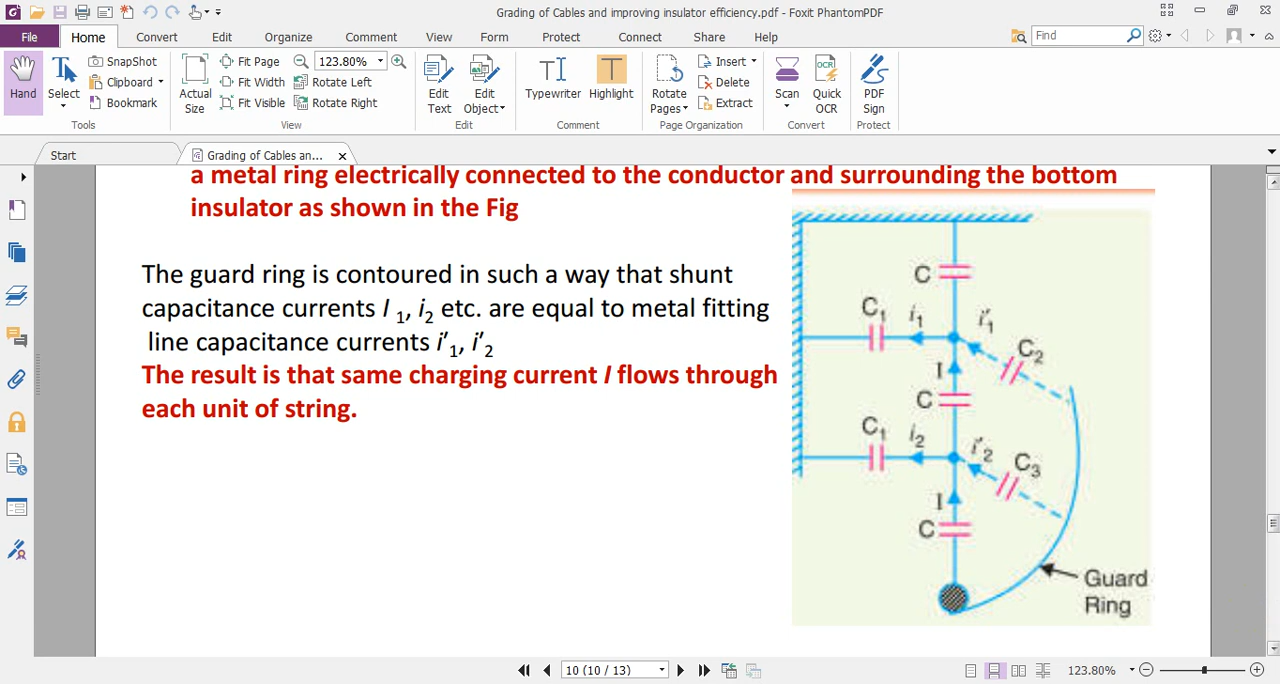 Grading of Cables and improving insulator efficiency.pdf - Foxit PhantomPDF
File Home Convert Edit Organize Comment View Form Protect Connect Share Help Find
Hand
Select
SnapShot
Clipboard
Bookmark
Tools
Actual Size
Fit Page
Fit Width
Fit Visible
123.80%
Rotate Left
Rotate Right
View
Edit Text
Edit Object
Edit
Typewriter
Highlight
Comment
Rotate Pages
Insert
Delete
Extract
Page Organization
Scan
Quick OCR
Convert
PDF Sign
Protect
Start
Grading of Cables an...
a metal ring electrically connected to the conductor and surrounding the bottom
insulator as shown in the Fig
The guard ring is contoured in such a way that shunt
capacitance currents I 1, i2 etc. are equal to metal fitting
line capacitance currents i′1, i′2
The result is that same charging current I flows through
each unit of string.
C
C1 i1 i′1
C2
I
C
C1 i2 i′2 C3
I
C
Guard
Ring
10 (10 / 13)
123.80%